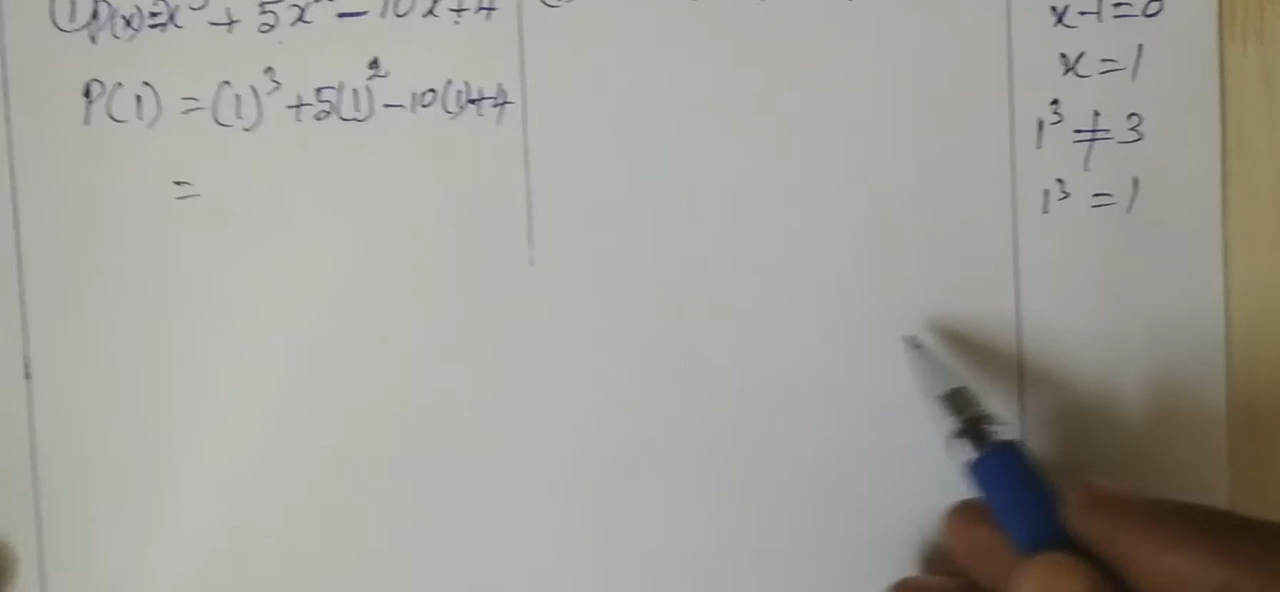 ① P(x) = x³ + 5x² - 10x + 4
P(1) = (1)³ + 5(1)² - 10(1) + 4
=
x-1=0
x=1
1³ ≠ 3
1³ = 1